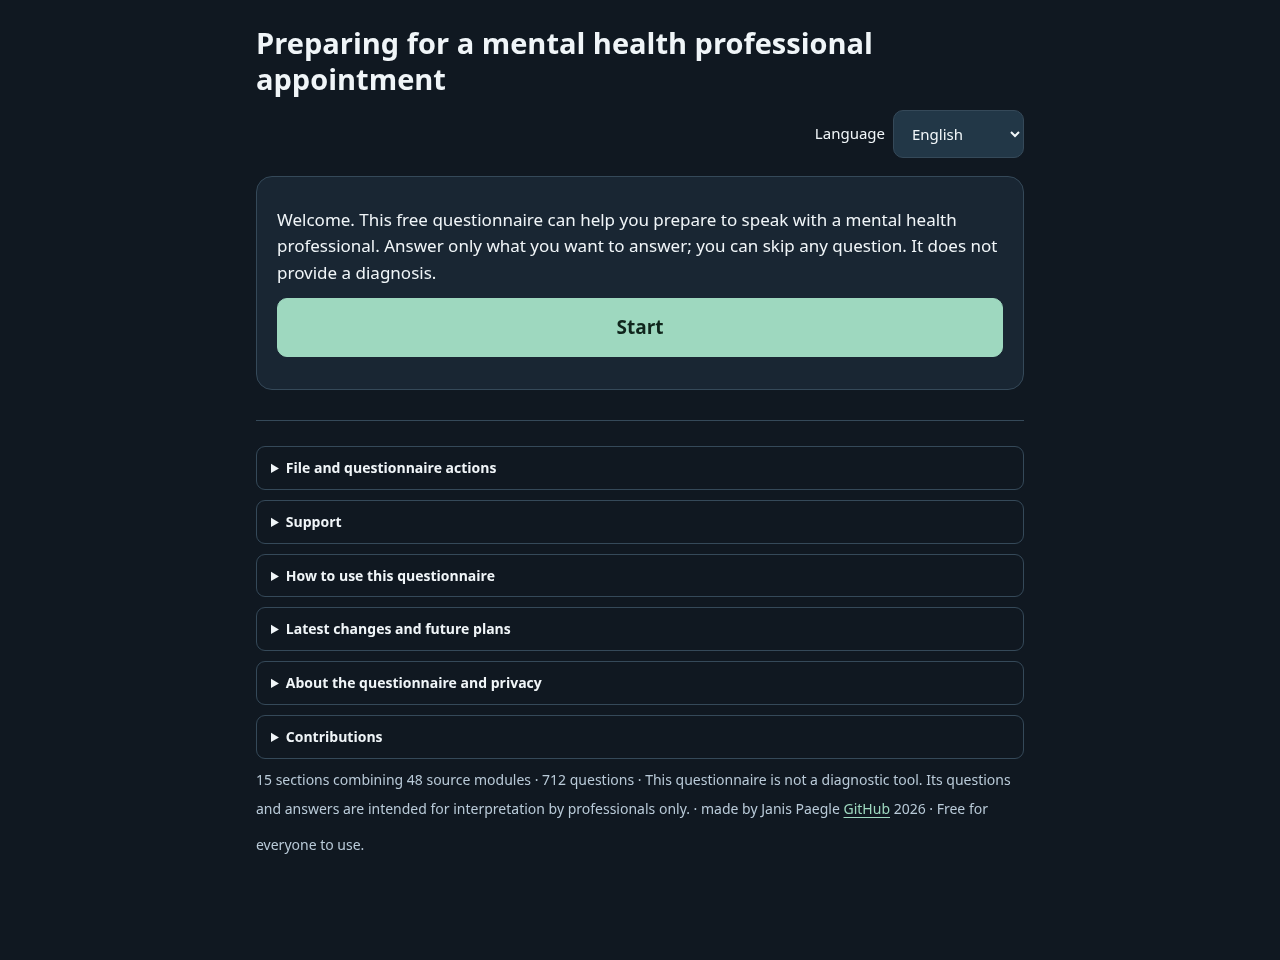 Preparing for a mental health professional
appointment
Language
English
Welcome. This free questionnaire can help you prepare to speak with a mental health
professional. Answer only what you want to answer; you can skip any question. It does not
provide a diagnosis.
Start
File and questionnaire actions
Support
How to use this questionnaire
Latest changes and future plans
About the questionnaire and privacy
Contributions
15 sections combining 48 source modules · 712 questions · This questionnaire is not a diagnostic tool. Its questions
and answers are intended for interpretation by professionals only. · made by Janis Paegle GitHub 2026 · Free for
everyone to use.